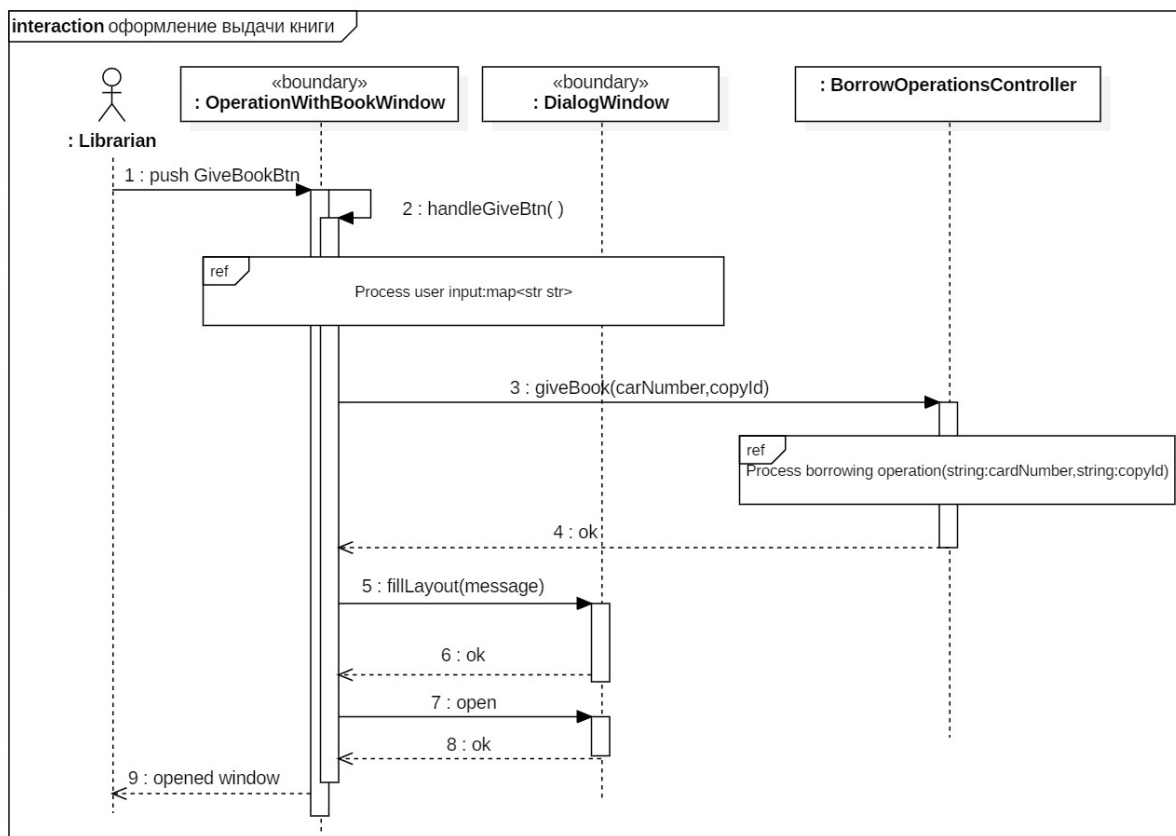 interaction оформление выдачи книги
«boundary»
: OperationWithBookWindow
«boundary»
: DialogWindow
: BorrowOperationsController
: Librarian
1 : push GiveBookBtn
2 : handleGiveBtn( )
ref
Process user input:map<str str>
3 : giveBook(carNumber,copyId)
ref
Process borrowing operation(string:cardNumber,string:copyId)
4 : ok
5 : fillLayout(message)
6 : ok
7 : open
8 : ok
9 : opened window